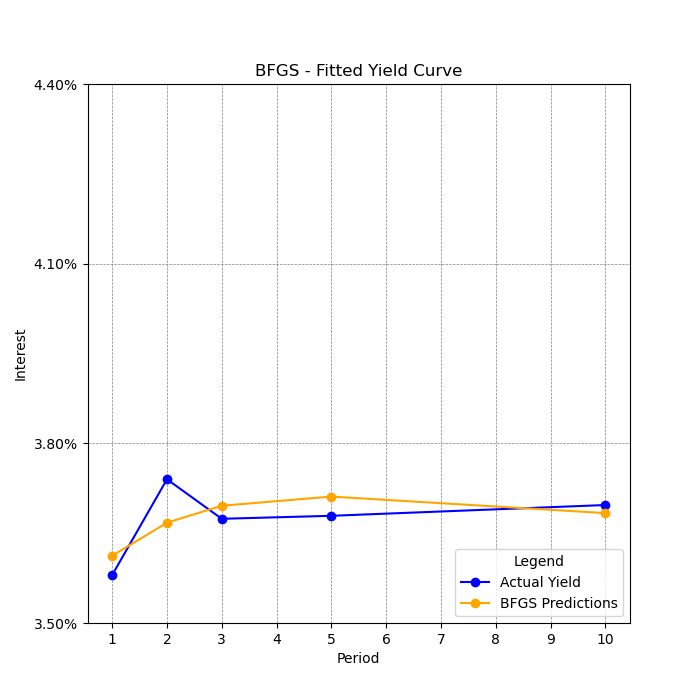 BFGS - Fitted Yield Curve
4.40%
4.10%
3.80%
3.50%
Interest
1 2 3 4 5 6 7 8 9 10
Period
Legend
Actual Yield
BFGS Predictions